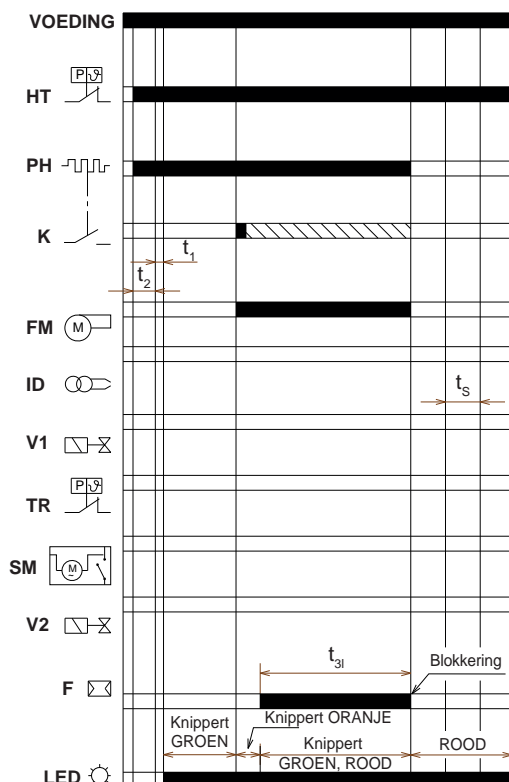 VOEDING
P ϑ
HT
PH
K
t1
t2
FM M
ID
tS
V1
P ϑ
TR
SM M
V2
t3l
Blokkering
F
Knippert GROEN
Knippert ORANJE
Knippert GROEN, ROOD
ROOD
LED